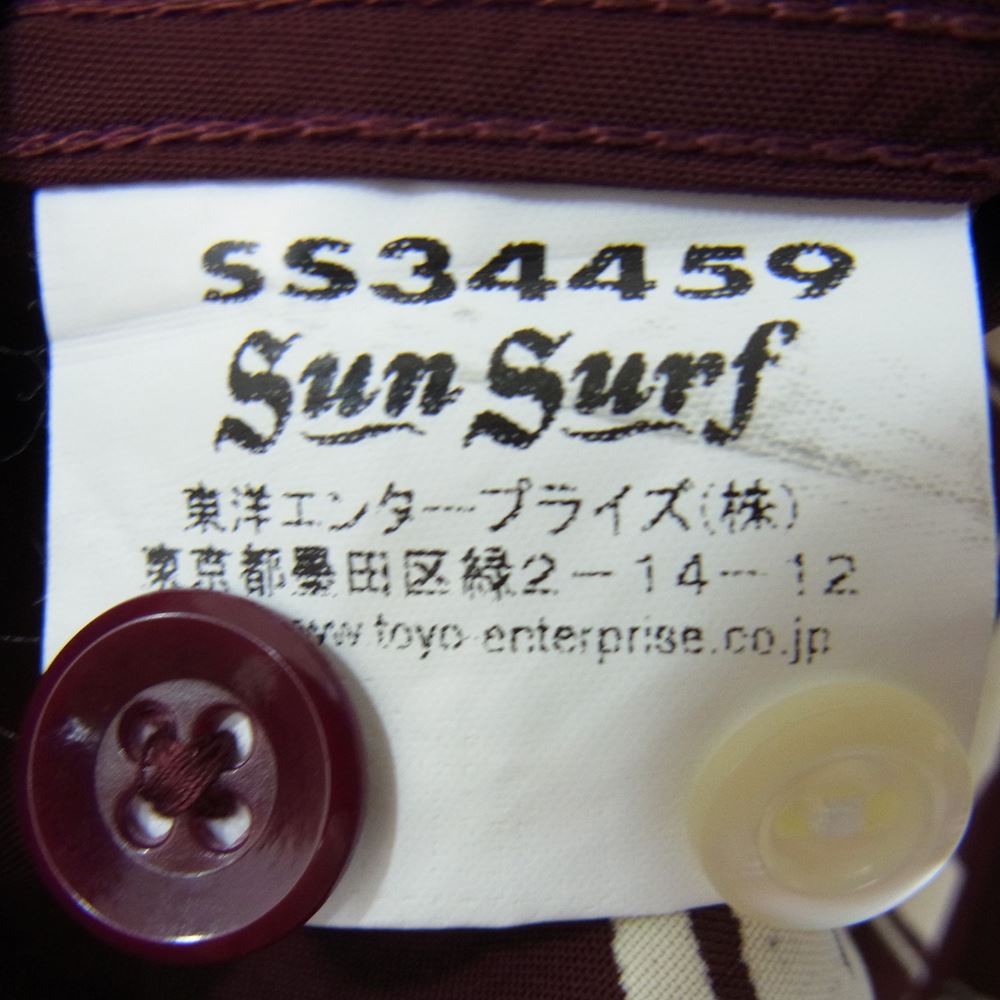 SS34459
Sun Surf
東洋エンタープライズ(株)
東京都墨田区緑2-14-12
www.toyo-enterprise.co.jp